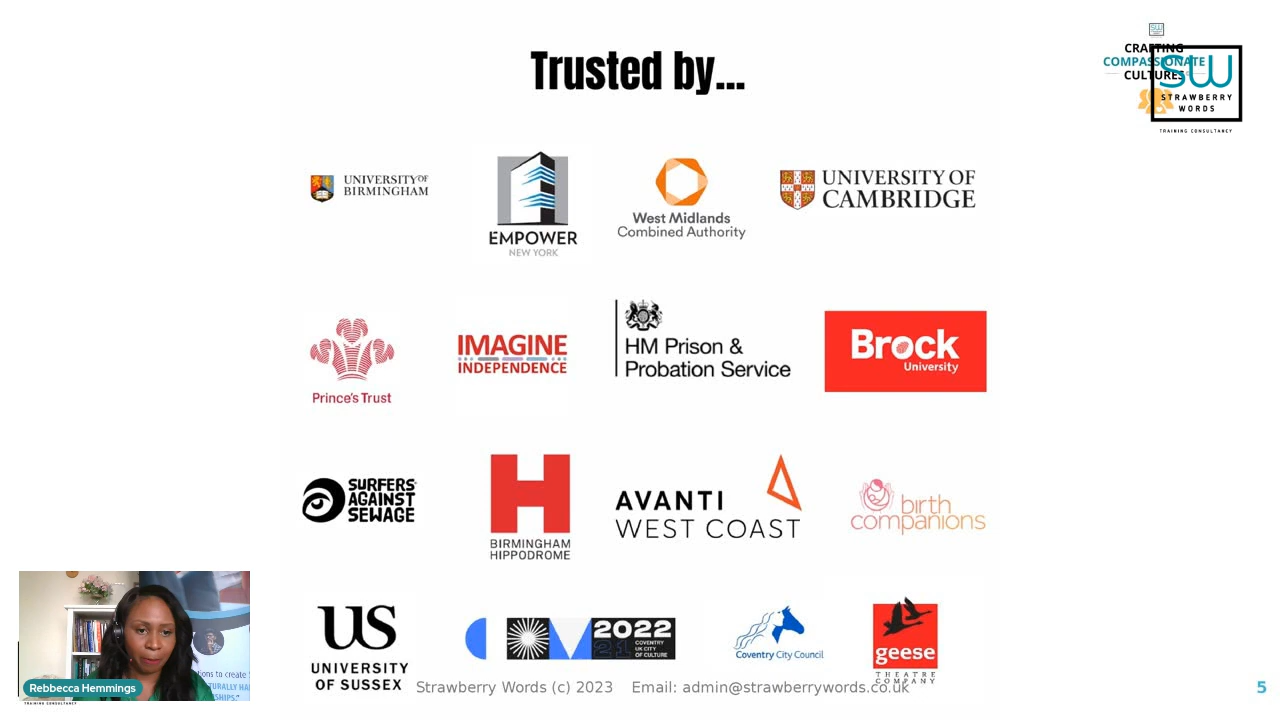 Trusted by...
CRAFTING
COMPASSIONATE
CULTURES
SW
STRAWBERRY
WORDS
TRAINING CONSULTANCY
UNIVERSITY OF
BIRMINGHAM
EMPOWER
NEW YORK
West Midlands
Combined Authority
UNIVERSITY OF
CAMBRIDGE
Prince's Trust
IMAGINE
INDEPENDENCE
HM Prison &
Probation Service
Brock
University
SURFERS
AGAINST
SEWAGE
BIRMINGHAM
HIPPODROME
AVANTI
WEST COAST
birth
companions
US
UNIVERSITY
OF SUSSEX
2022
21
COVENTRY
UK CITY
OF CULTURE
Coventry City Council
geese
THEATRE
COMPANY
Rebbecca Hemmings
TRAINING CONSULTANCY
Strawberry Words (c) 2023 Email: admin@strawberrywords.co.uk
5